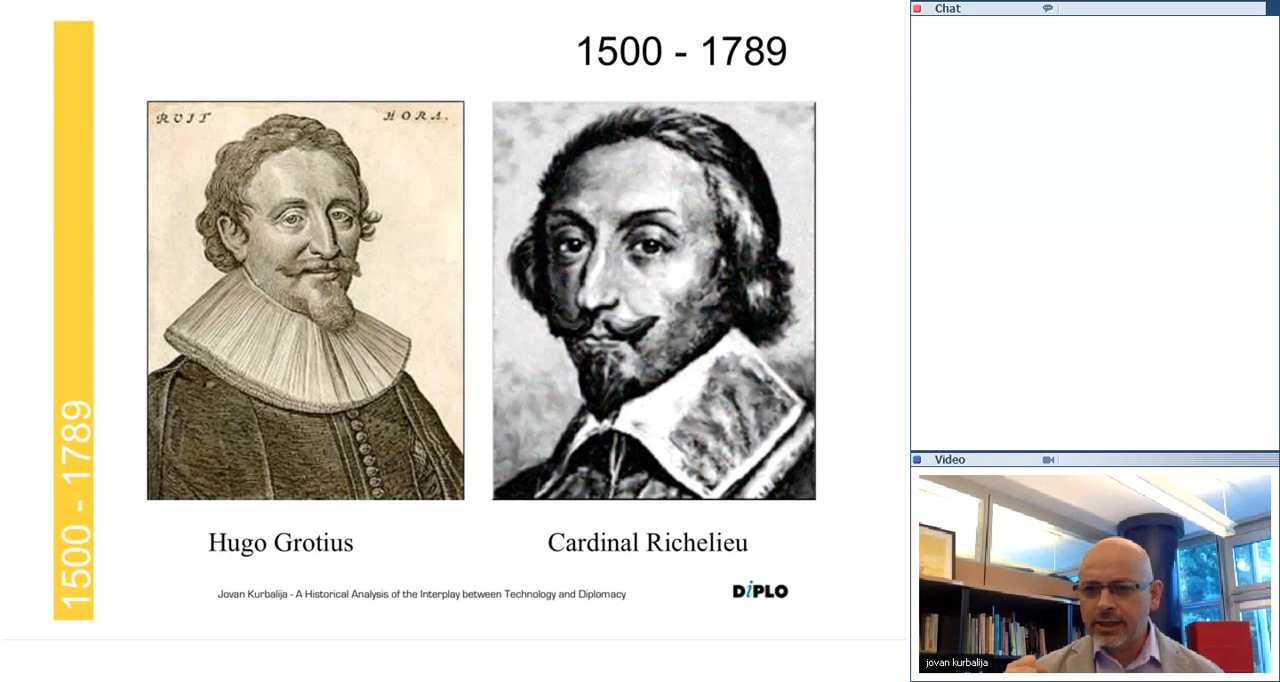 1500 - 1789
1500 - 1789
RVIT HORA.
Hugo Grotius
Cardinal Richelieu
Jovan Kurbalija - A Historical Analysis of the Interplay between Technology and Diplomacy
DiPLO
Chat
Video
jovan kurbalija